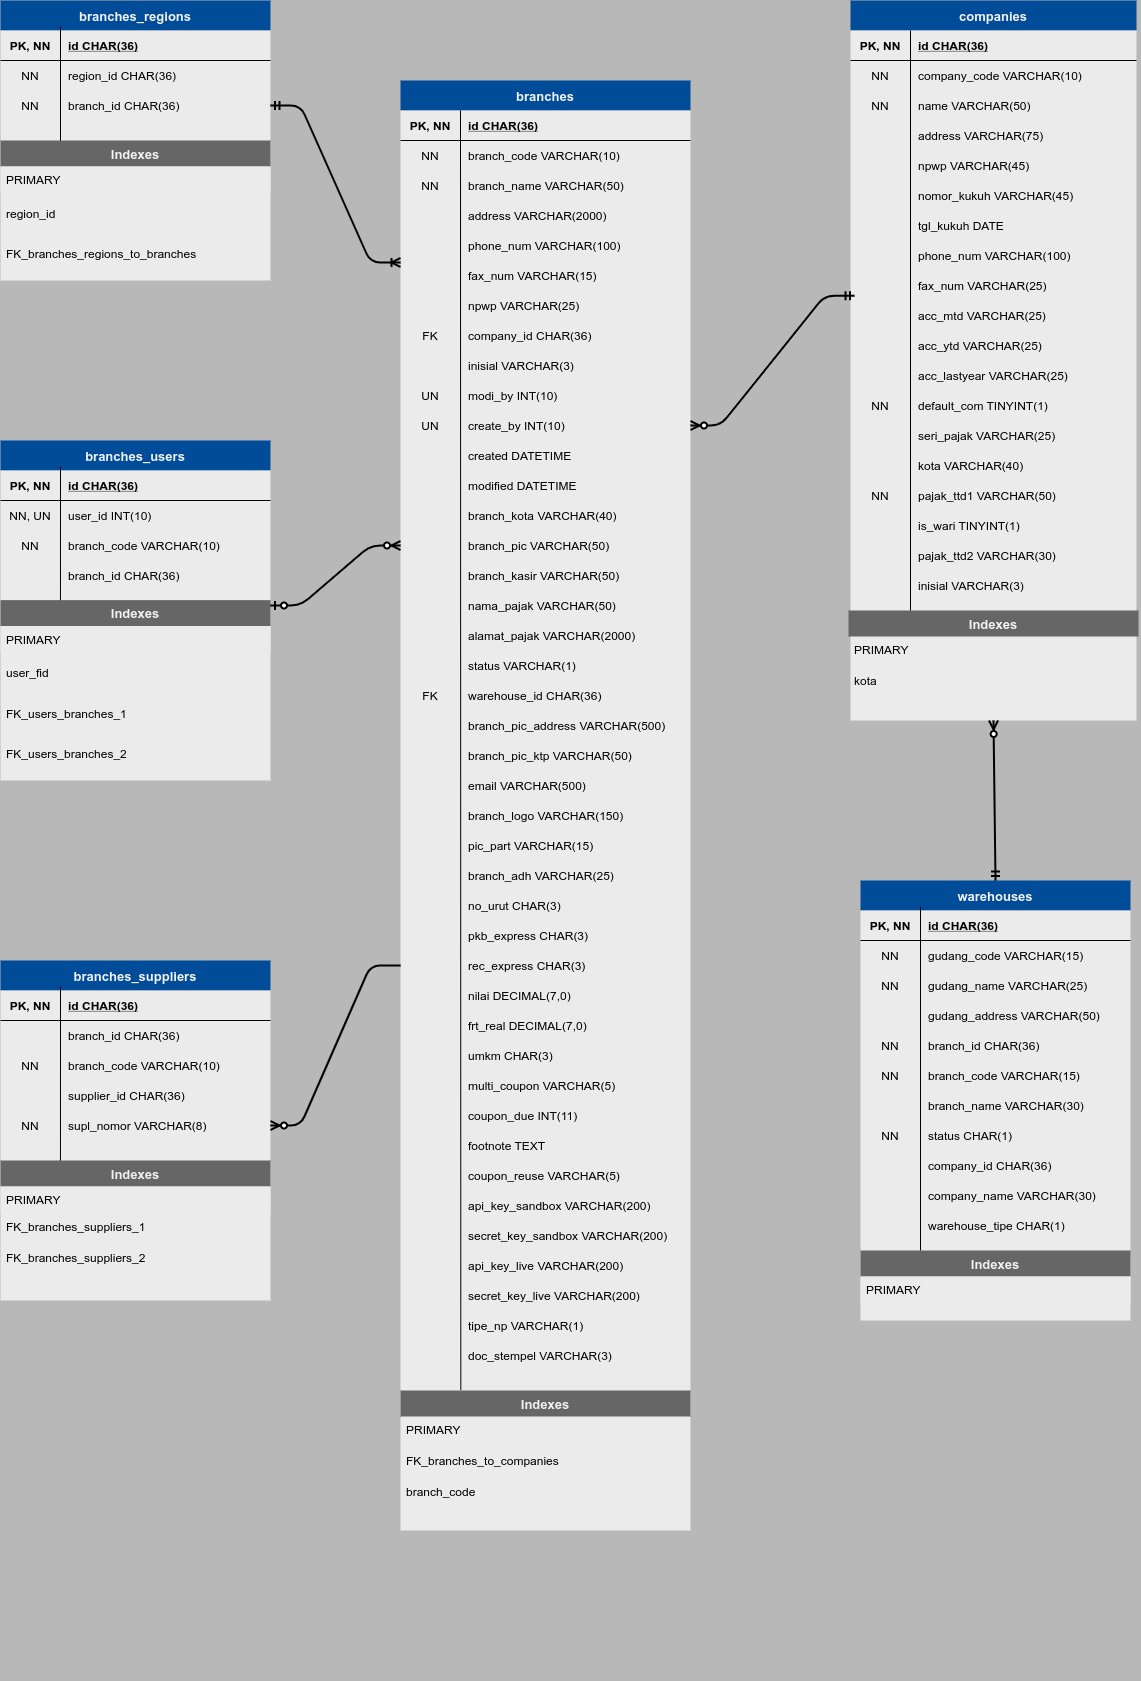 branches_regions
PK, NN id CHAR(36)
NN region_id CHAR(36)
NN branch_id CHAR(36)
Indexes
PRIMARY
region_id
FK_branches_regions_to_branches
branches_users
PK, NN id CHAR(36)
NN, UN user_id INT(10)
NN branch_code VARCHAR(10)
branch_id CHAR(36)
Indexes
PRIMARY
user_fid
FK_users_branches_1
FK_users_branches_2
branches_suppliers
PK, NN id CHAR(36)
branch_id CHAR(36)
NN branch_code VARCHAR(10)
supplier_id CHAR(36)
NN supl_nomor VARCHAR(8)
Indexes
PRIMARY
FK_branches_suppliers_1
FK_branches_suppliers_2
branches
PK, NN id CHAR(36)
NN branch_code VARCHAR(10)
NN branch_name VARCHAR(50)
address VARCHAR(2000)
phone_num VARCHAR(100)
fax_num VARCHAR(15)
npwp VARCHAR(25)
FK company_id CHAR(36)
inisial VARCHAR(3)
UN modi_by INT(10)
UN create_by INT(10)
created DATETIME
modified DATETIME
branch_kota VARCHAR(40)
branch_pic VARCHAR(50)
branch_kasir VARCHAR(50)
nama_pajak VARCHAR(50)
alamat_pajak VARCHAR(2000)
status VARCHAR(1)
FK warehouse_id CHAR(36)
branch_pic_address VARCHAR(500)
branch_pic_ktp VARCHAR(50)
email VARCHAR(500)
branch_logo VARCHAR(150)
pic_part VARCHAR(15)
branch_adh VARCHAR(25)
no_urut CHAR(3)
pkb_express CHAR(3)
rec_express CHAR(3)
nilai DECIMAL(7,0)
frt_real DECIMAL(7,0)
umkm CHAR(3)
multi_coupon VARCHAR(5)
coupon_due INT(11)
footnote TEXT
coupon_reuse VARCHAR(5)
api_key_sandbox VARCHAR(200)
secret_key_sandbox VARCHAR(200)
api_key_live VARCHAR(200)
secret_key_live VARCHAR(200)
tipe_np VARCHAR(1)
doc_stempel VARCHAR(3)
Indexes
PRIMARY
FK_branches_to_companies
branch_code
companies
PK, NN id CHAR(36)
NN company_code VARCHAR(10)
NN name VARCHAR(50)
address VARCHAR(75)
npwp VARCHAR(45)
nomor_kukuh VARCHAR(45)
tgl_kukuh DATE
phone_num VARCHAR(100)
fax_num VARCHAR(25)
acc_mtd VARCHAR(25)
acc_ytd VARCHAR(25)
acc_lastyear VARCHAR(25)
NN default_com TINYINT(1)
seri_pajak VARCHAR(25)
kota VARCHAR(40)
NN pajak_ttd1 VARCHAR(50)
is_wari TINYINT(1)
pajak_ttd2 VARCHAR(30)
inisial VARCHAR(3)
Indexes
PRIMARY
kota
warehouses
PK, NN id CHAR(36)
NN gudang_code VARCHAR(15)
NN gudang_name VARCHAR(25)
gudang_address VARCHAR(50)
NN branch_id CHAR(36)
NN branch_code VARCHAR(15)
branch_name VARCHAR(30)
NN status CHAR(1)
company_id CHAR(36)
company_name VARCHAR(30)
warehouse_tipe CHAR(1)
Indexes
PRIMARY